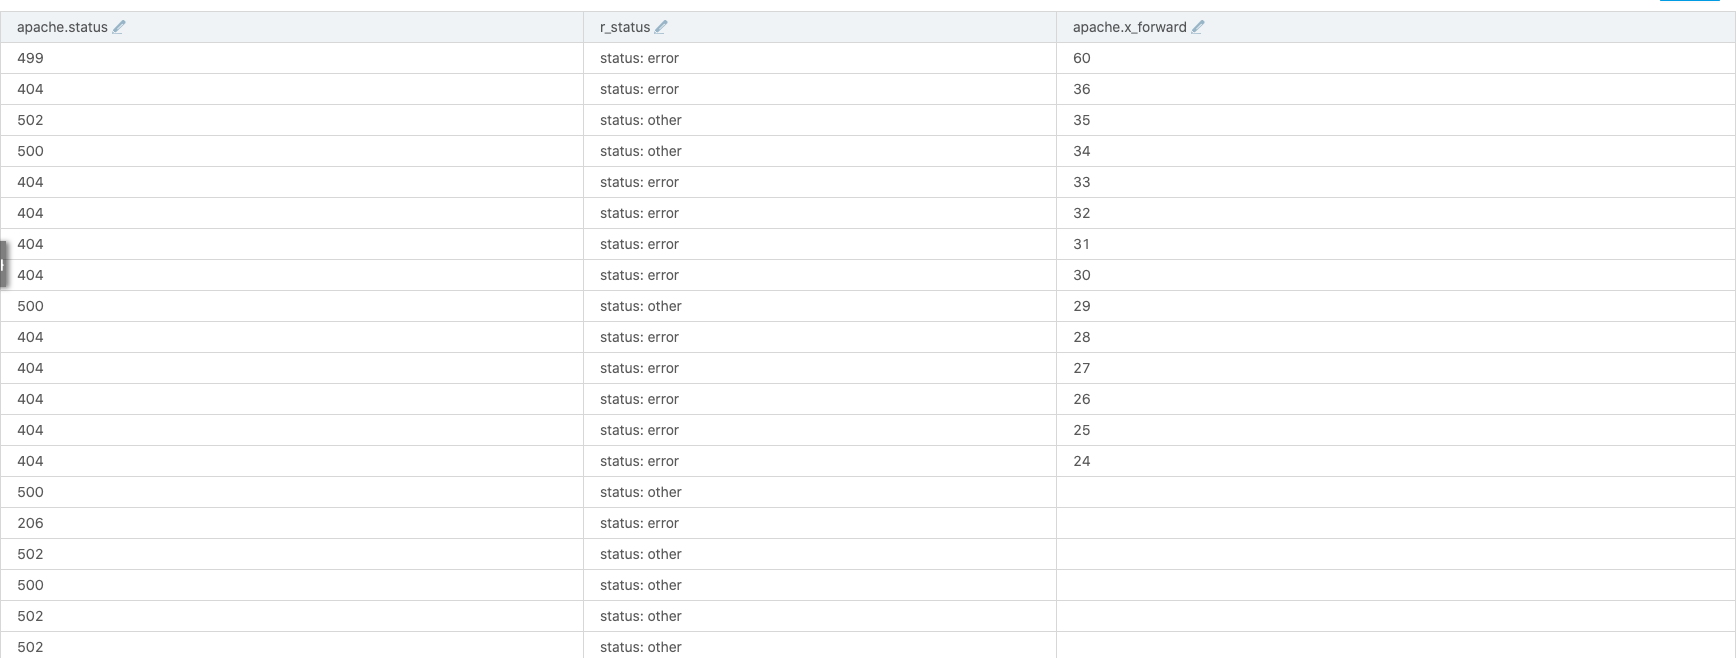 apache.status r_status apache.x_forward
499 status: error 60
404 status: error 36
502 status: other 35
500 status: other 34
404 status: error 33
404 status: error 32
404 status: error 31
404 status: error 30
500 status: other 29
404 status: error 28
404 status: error 27
404 status: error 26
404 status: error 25
404 status: error 24
500 status: other
206 status: error
502 status: other
500 status: other
502 status: other
502 status: other